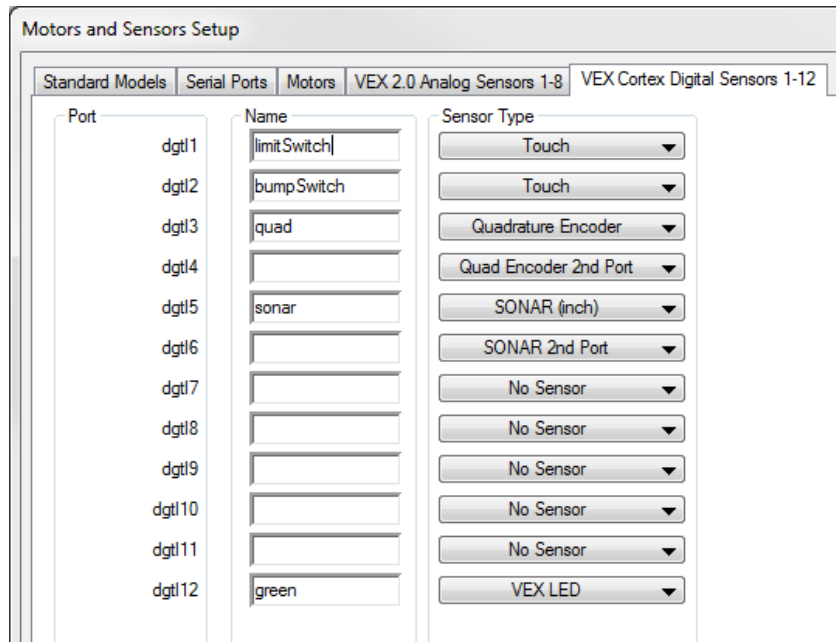 Motors and Sensors Setup
Standard Models Serial Ports Motors VEX 2.0 Analog Sensors 1-8 VEX Cortex Digital Sensors 1-12
Port Name Sensor Type
dgtl1 limitSwitch Touch
dgtl2 bumpSwitch Touch
dgtl3 quad Quadrature Encoder
dgtl4 Quad Encoder 2nd Port
dgtl5 sonar SONAR (inch)
dgtl6 SONAR 2nd Port
dgtl7 No Sensor
dgtl8 No Sensor
dgtl9 No Sensor
dgtl10 No Sensor
dgtl11 No Sensor
dgtl12 green VEX LED